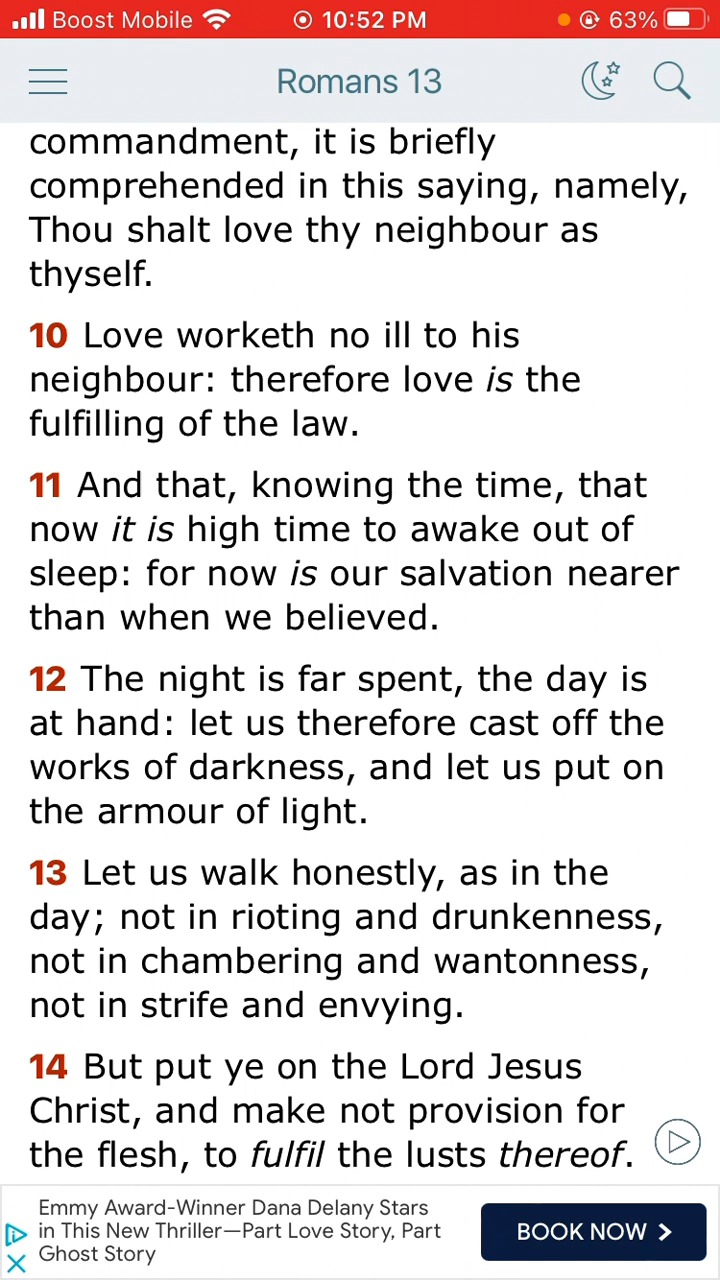 Boost Mobile 10:52 PM 63%
Romans 13
commandment, it is briefly
comprehended in this saying, namely,
Thou shalt love thy neighbour as
thyself.
10 Love worketh no ill to his
neighbour: therefore love is the
fulfilling of the law.
11 And that, knowing the time, that
now it is high time to awake out of
sleep: for now is our salvation nearer
than when we believed.
12 The night is far spent, the day is
at hand: let us therefore cast off the
works of darkness, and let us put on
the armour of light.
13 Let us walk honestly, as in the
day; not in rioting and drunkenness,
not in chambering and wantonness,
not in strife and envying.
14 But put ye on the Lord Jesus
Christ, and make not provision for
the flesh, to fulfil the lusts thereof.
Emmy Award-Winner Dana Delany Stars
in This New Thriller—Part Love Story, Part
Ghost Story
BOOK NOW